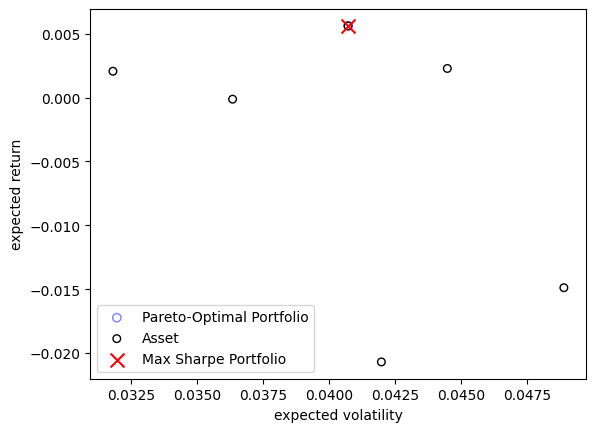 0.005
0.000
−0.005
−0.010
−0.015
−0.020
expected return
Pareto-Optimal Portfolio
Asset
Max Sharpe Portfolio
0.0325 0.0350 0.0375 0.0400 0.0425 0.0450 0.0475
expected volatility